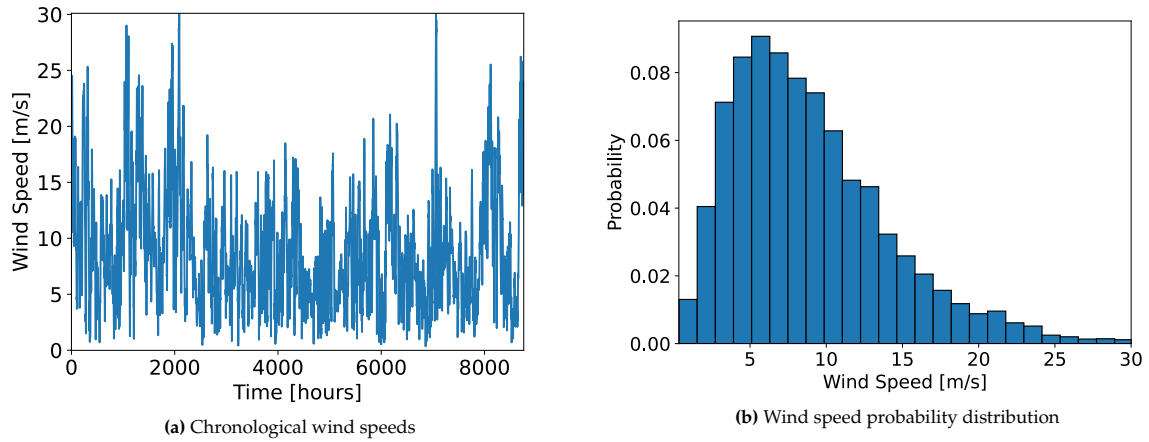 30
25
20
15
10
5
0
Wind Speed [m/s]
0 2000 4000 6000 8000
Time [hours]
(a) Chronological wind speeds
0.08
0.06
0.04
0.02
0.00
Probability
5 10 15 20 25 30
Wind Speed [m/s]
(b) Wind speed probability distribution